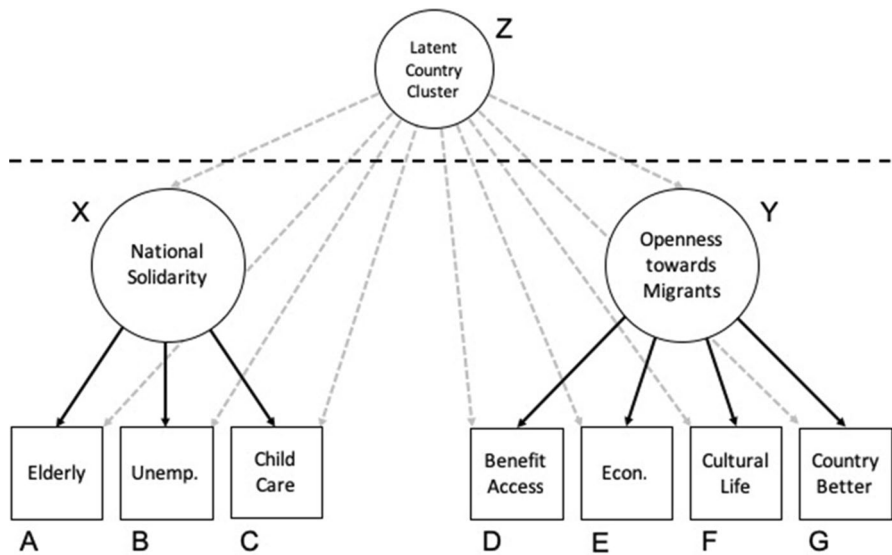 Z
Latent
Country
Cluster
X
National
Solidarity
Y
Openness
towards
Migrants
Elderly
Unemp.
Child
Care
Benefit
Access
Econ.
Cultural
Life
Country
Better
A
B
C
D
E
F
G